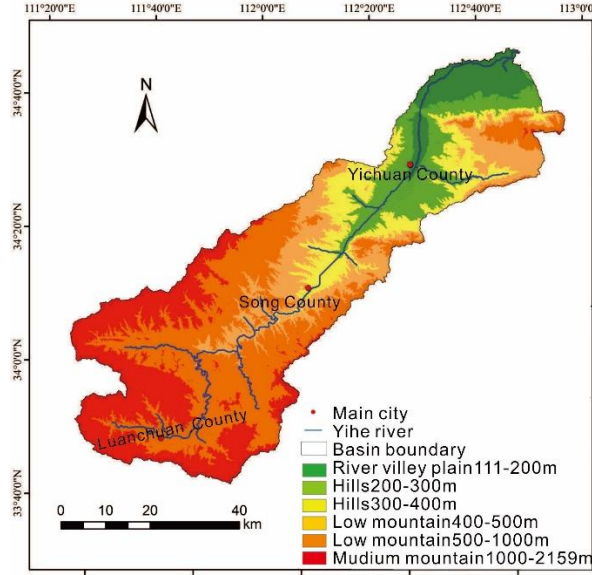 111°20'0"E 111°40'0"E 112°0'0"E 112°20'0"E 112°40'0"E 113°0'0"E
34°40'0"N
34°20'0"N
34°0'0"N
33°40'0"N
N
Yichuan County
Song County
Luanchuan County
Main city
Yihe river
Basin boundary
River villey plain111-200m
Hills200-300m
Hills300-400m
Low mountain400-500m
Low mountain500-1000m
Mudium mountain1000-2159m
0 10 20 40
km